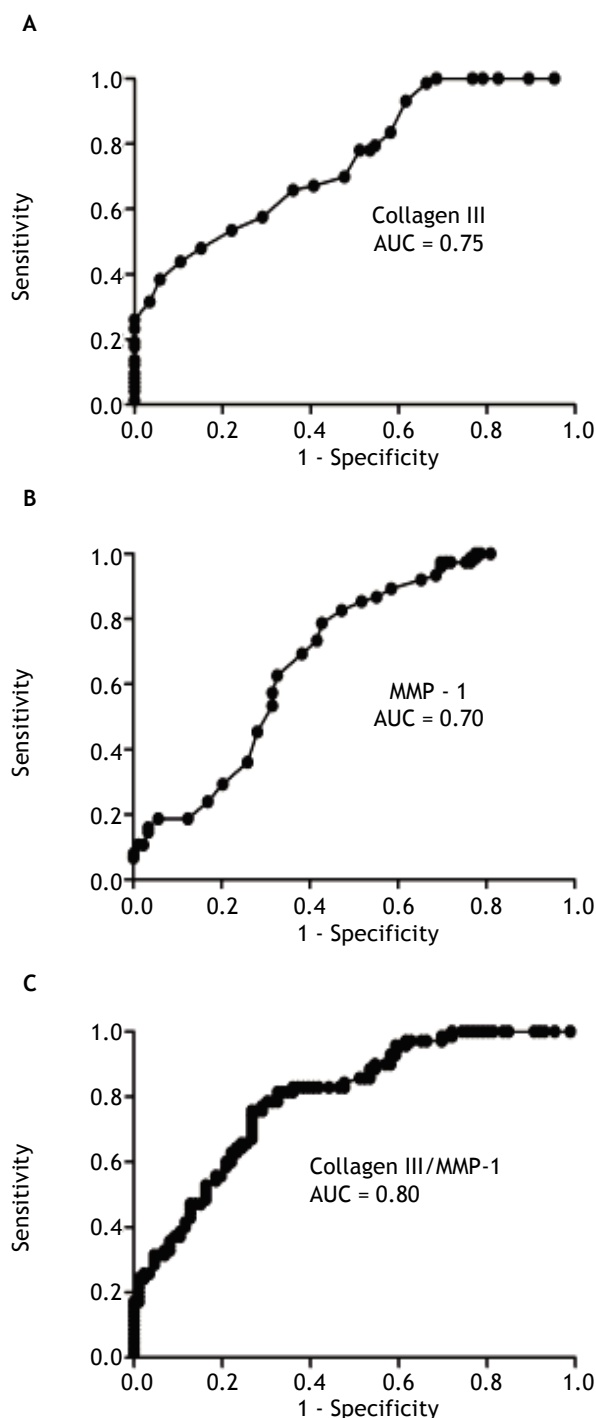 A
1.0
0.8
0.6
0.4
0.2
0.0
Sensitivity
Collagen III
AUC = 0.75
0.0 0.2 0.4 0.6 0.8 1.0
1 - Specificity
B
1.0
0.8
0.6
0.4
0.2
0.0
Sensitivity
MMP - 1
AUC = 0.70
0.0 0.2 0.4 0.6 0.8 1.0
1 - Specificity
C
1.0
0.8
0.6
0.4
0.2
0.0
Sensitivity
Collagen III/MMP-1
AUC = 0.80
0.0 0.2 0.4 0.6 0.8 1.0
1 - Specificity